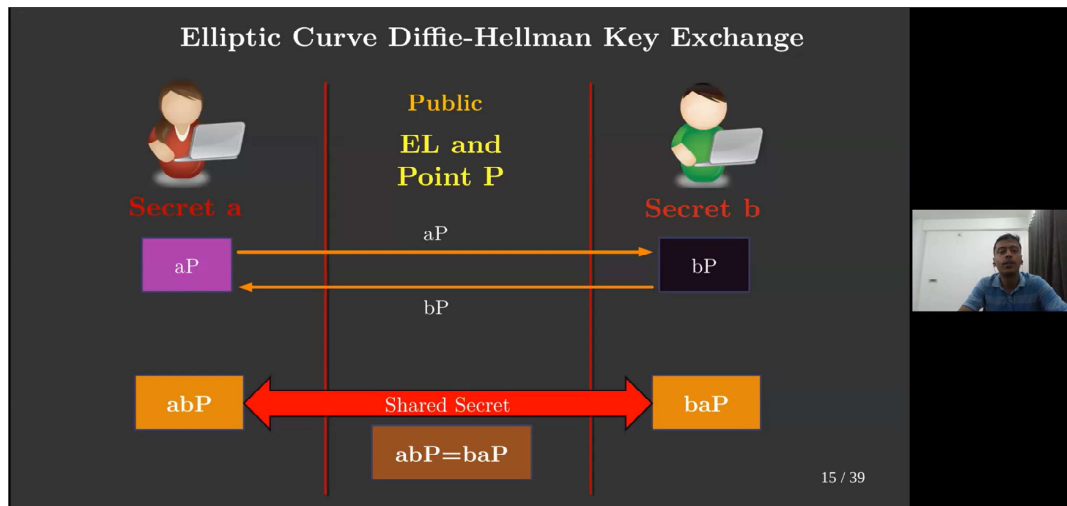 Elliptic Curve Diffie-Hellman Key Exchange
Public
EL and
Point P
Secret a
Secret b
aP
aP
bP
bP
abP
Shared Secret
baP
abP=baP
15 / 39